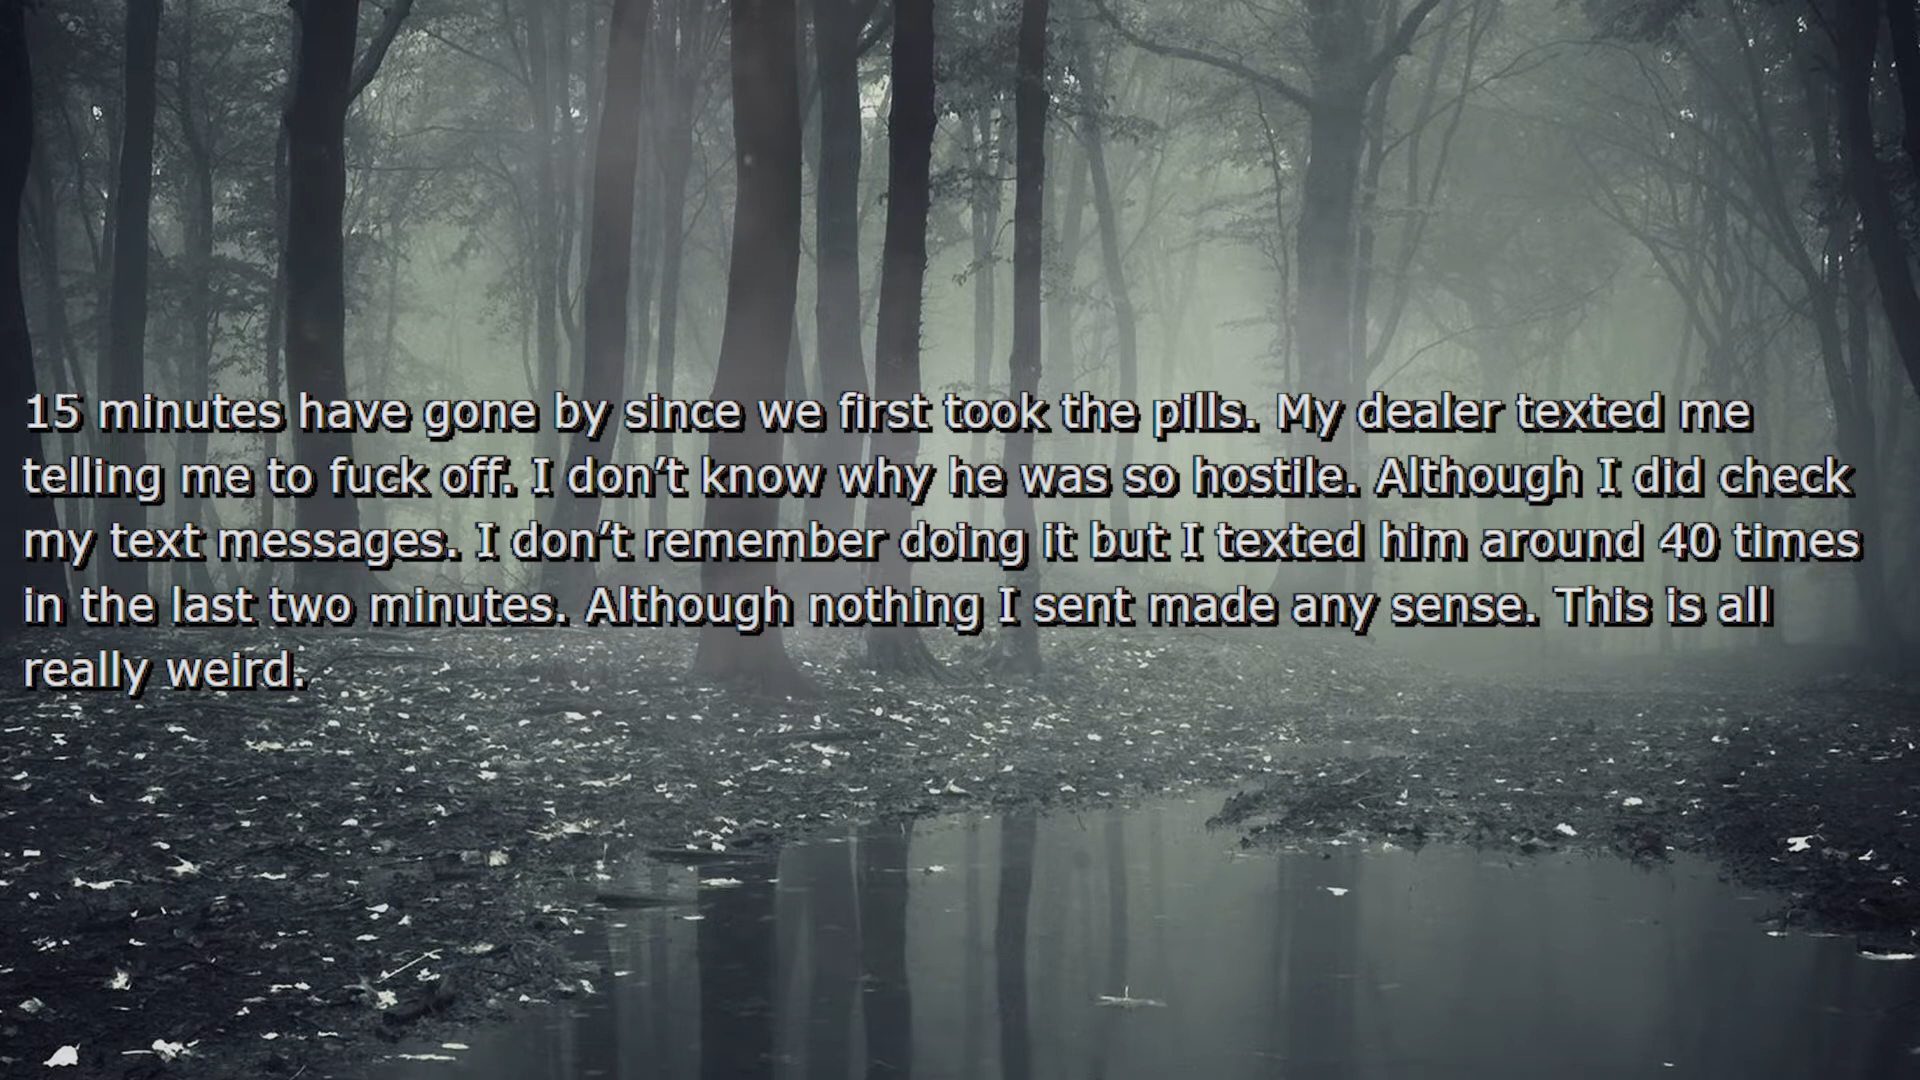 15 minutes have gone by since we first took the pills. My dealer texted me
telling me to fuck off. I don’t know why he was so hostile. Although I did check
my text messages. I don’t remember doing it but I texted him around 40 times
in the last two minutes. Although nothing I sent made any sense. This is all
really weird.